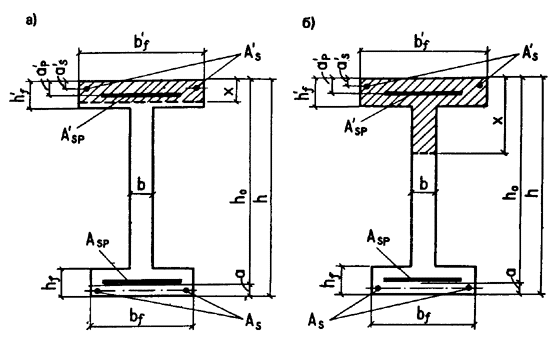 а) б)
b'f b'f
A's A's
a'p a's a'p a's
h'f h'f
x x
A'SP A'SP
b b
h₀ h h₀ h
ASP ASP
hf hf
a a
bf bf
AS AS